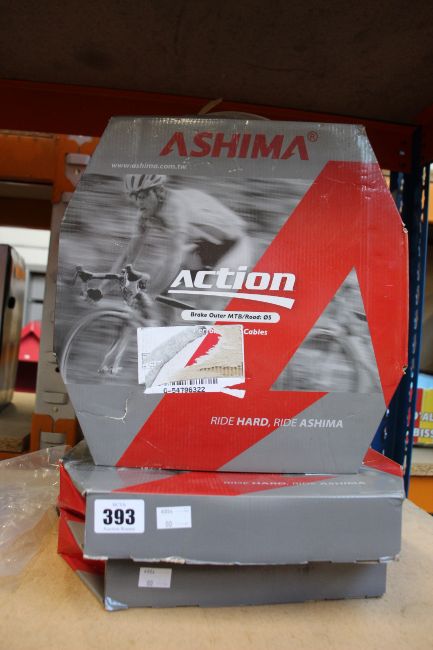 ASHIMA®
www.ashima.com.tw
Action
Brake Outer MTB/Road: Ø5
Cables
G-54796322
RIDE HARD, RIDE ASHIMA
RIDE HARD, RIDE ASHIMA
393